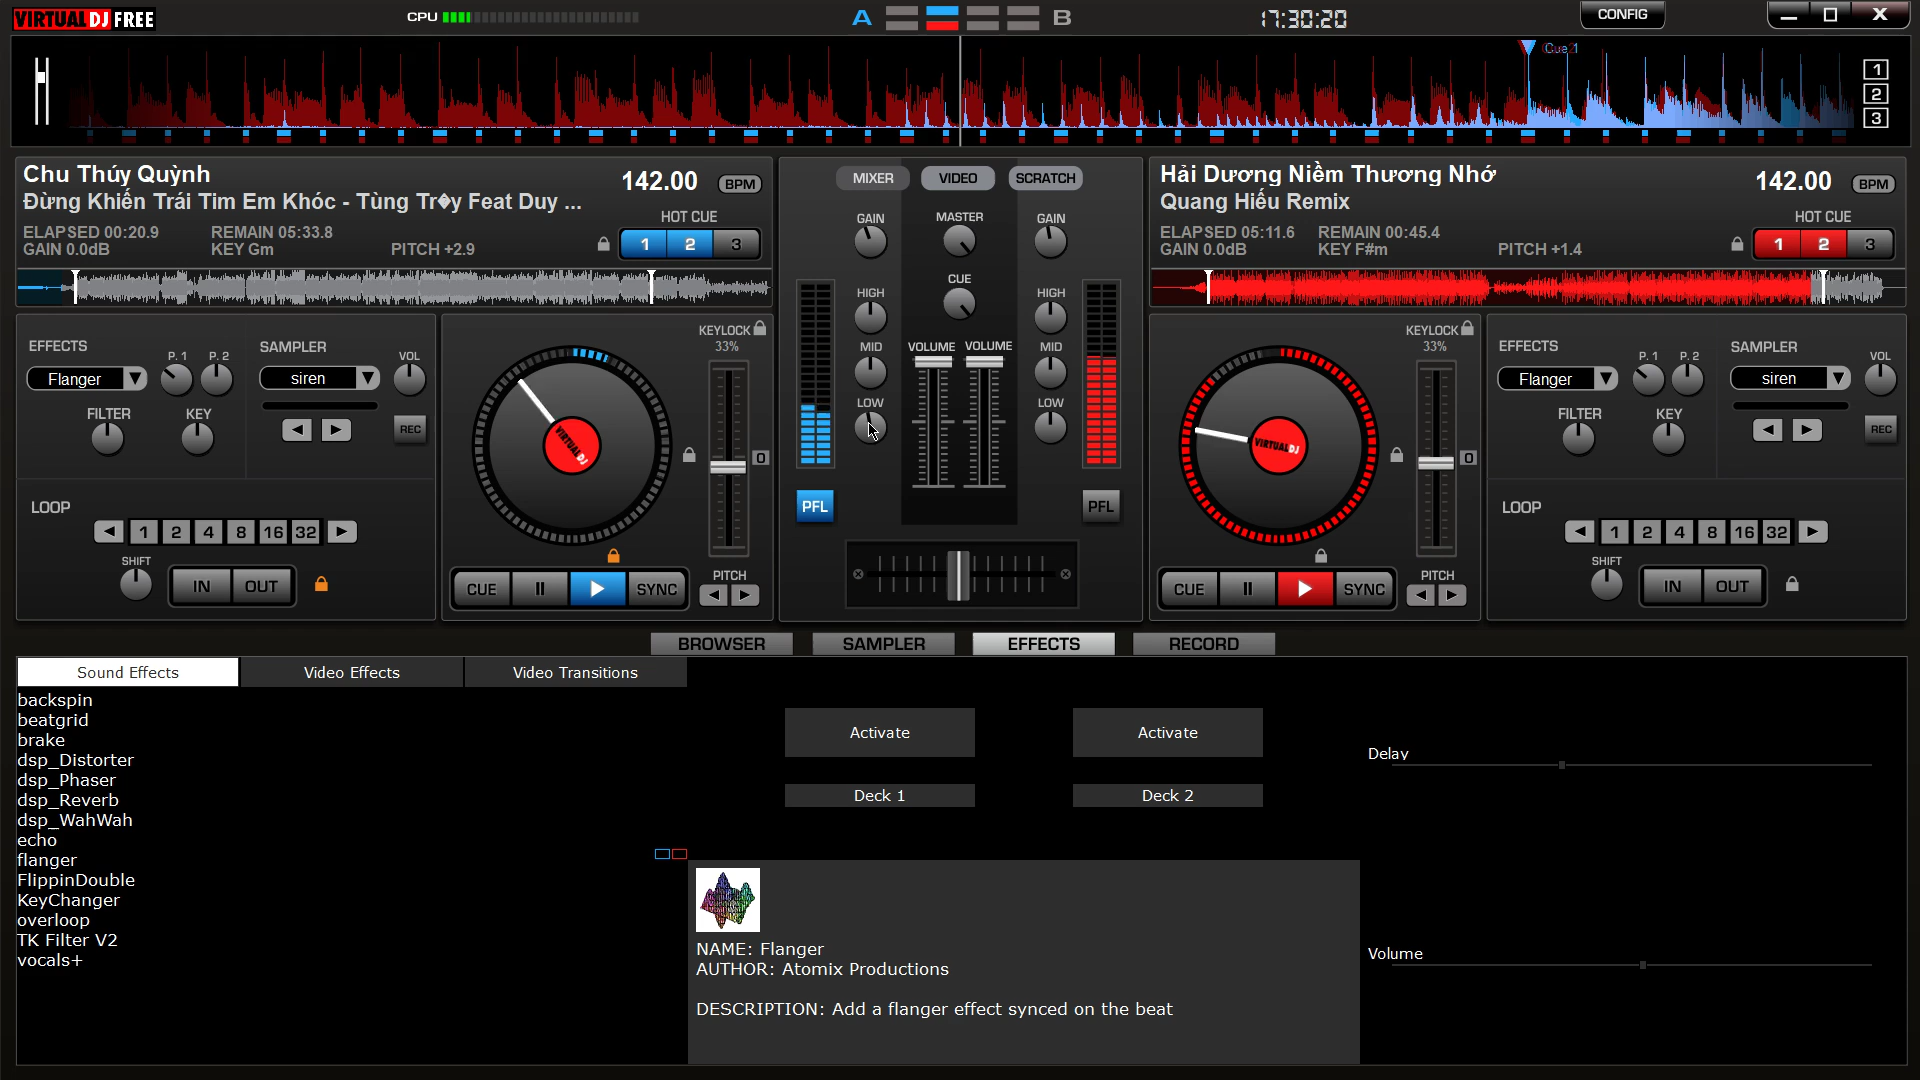 VIRTUALDJ FREE
CPU
A B
17:30:20
CONFIG
X
Cue 1
1
2
3
Chu Thúy Quỳnh
142.00 BPM
Đừng Khiến Trái Tim Em Khóc - Tùng Tr�y Feat Duy ...
HOT CUE
ELAPSED 00:20.9 REMAIN 05:33.8
GAIN 0.0dB KEY Gm PITCH +2.9
1 2 3
MIXER VIDEO SCRATCH
GAIN MASTER GAIN
CUE
HIGH HIGH
MID MID
VOLUME VOLUME
LOW LOW
PFL PFL
Hải Dương Niềm Thương Nhớ
142.00 BPM
Quang Hiếu Remix
HOT CUE
ELAPSED 05:11.6 REMAIN 00:45.4
GAIN 0.0dB KEY F#m PITCH +1.4
1 2 3
EFFECTS SAMPLER
P. 1 P. 2 VOL
Flanger siren
FILTER KEY
REC
LOOP
1 2 4 8 16 32
SHIFT
IN OUT
KEYLOCK
33%
VIRTUAL DJ
0
CUE SYNC
PITCH
KEYLOCK
33%
VIRTUAL DJ
0
CUE SYNC
PITCH
EFFECTS SAMPLER
P. 1 P. 2 VOL
Flanger siren
FILTER KEY
REC
LOOP
1 2 4 8 16 32
SHIFT
IN OUT
BROWSER SAMPLER EFFECTS RECORD
Sound Effects Video Effects Video Transitions
backspin
beatgrid
brake
dsp_Distorter
dsp_Phaser
dsp_Reverb
dsp_WahWah
echo
flanger
FlippinDouble
KeyChanger
overloop
TK Filter V2
vocals+
Activate Activate
Deck 1 Deck 2
NAME: Flanger
AUTHOR: Atomix Productions
DESCRIPTION: Add a flanger effect synced on the beat
Delay
Volume